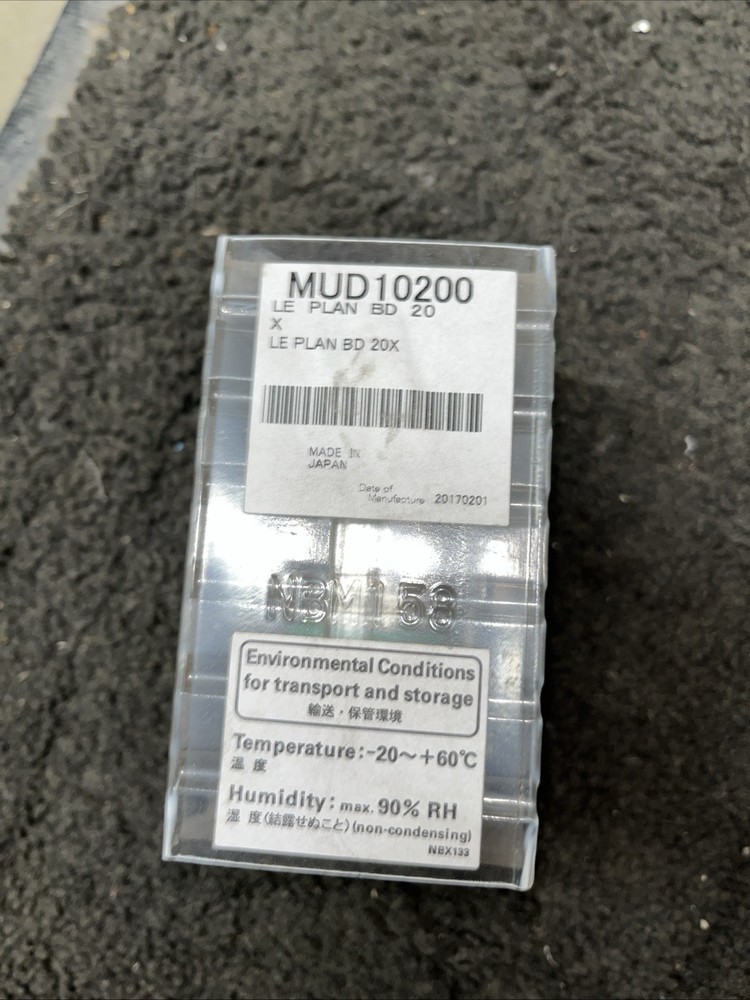 MUD10200
LE PLAN BD 20
X
LE PLAN BD 20X
MADE IN
JAPAN
Date of
Manufacture 20170201
NBM158
Environmental Conditions
for transport and storage
輸送・保管環境
Temperature:-20～+60℃
温 度
Humidity: max. 90% RH
湿 度(結露せぬこと)(non-condensing)
NBX133